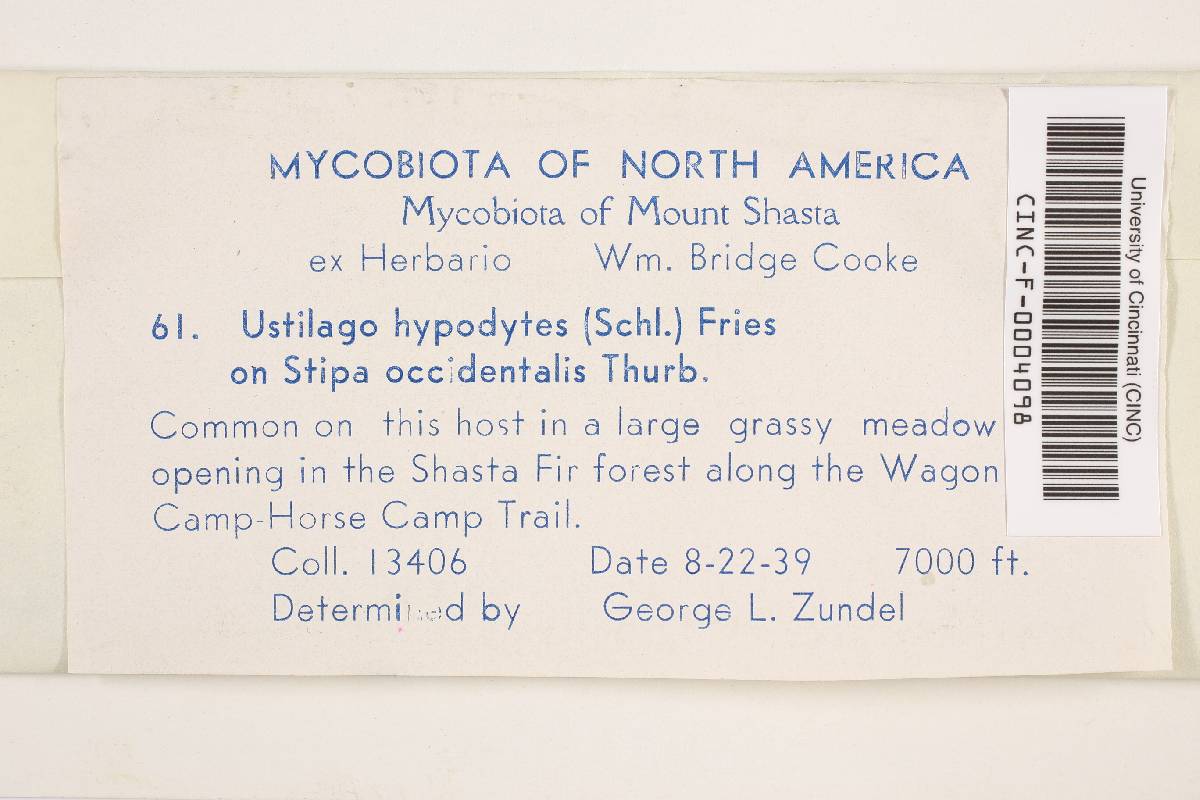 MYCOBIOTA OF NORTH AMERICA
Mycobiota of Mount Shasta
ex Herbario Wm. Bridge Cooke
61. Ustilago hypodytes (Schl.) Fries
on Stipa occidentalis Thurb.
Common on this host in a large grassy meadow
opening in the Shasta Fir forest along the Wagon
Camp-Horse Camp Trail.
Coll. 13406 Date 8-22-39 7000 ft.
Determined by George L. Zundel
University of Cincinnati (CINC)
CINC-F-0004098